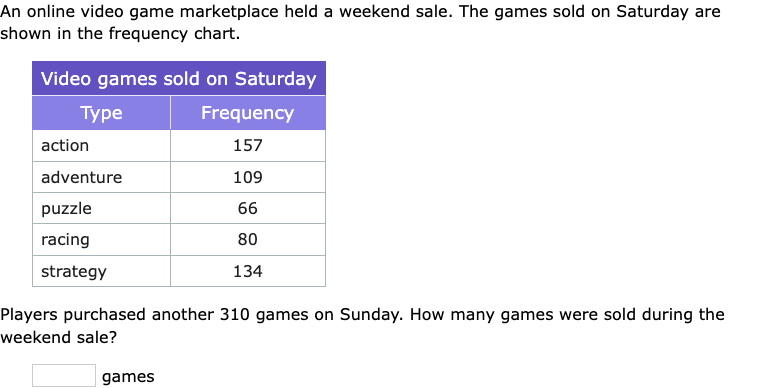 An online video game marketplace held a weekend sale. The games sold on Saturday are
shown in the frequency chart.
Video games sold on Saturday
Type Frequency
action 157
adventure 109
puzzle 66
racing 80
strategy 134
Players purchased another 310 games on Sunday. How many games were sold during the
weekend sale?
games